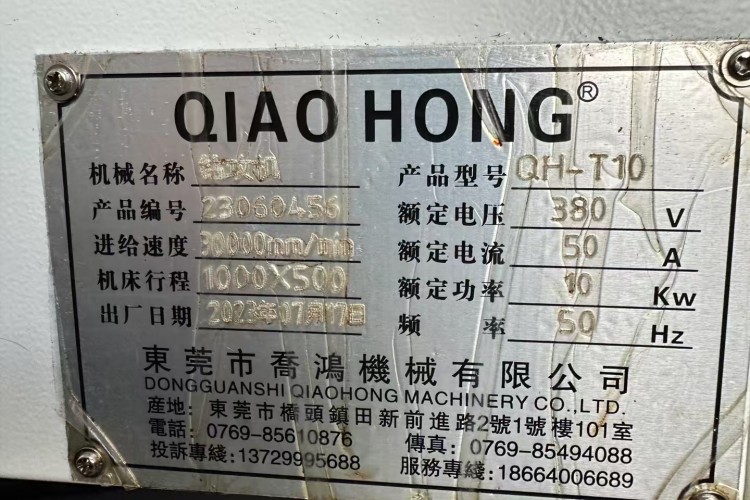 QIAO HONG®
机械名称 钻攻机 产品型号 QH-T10
产品编号 23060456 额定电压 380 V
进给速度 30000mm/min 额定电流 50 A
机床行程 1000X500 额定功率 10 Kw
出厂日期 2023年07月17日 频率 50 Hz
東莞市喬鴻機械有限公司
DONGGUANSHI QIAOHONG MACHINERY CO.,LTD.
產地: 東莞市橋頭鎮田新前進路2號1號樓101室
電話: 0769-85610876 傳真: 0769-85494088
投訴專綫:13729995688 服務專綫:18664006689